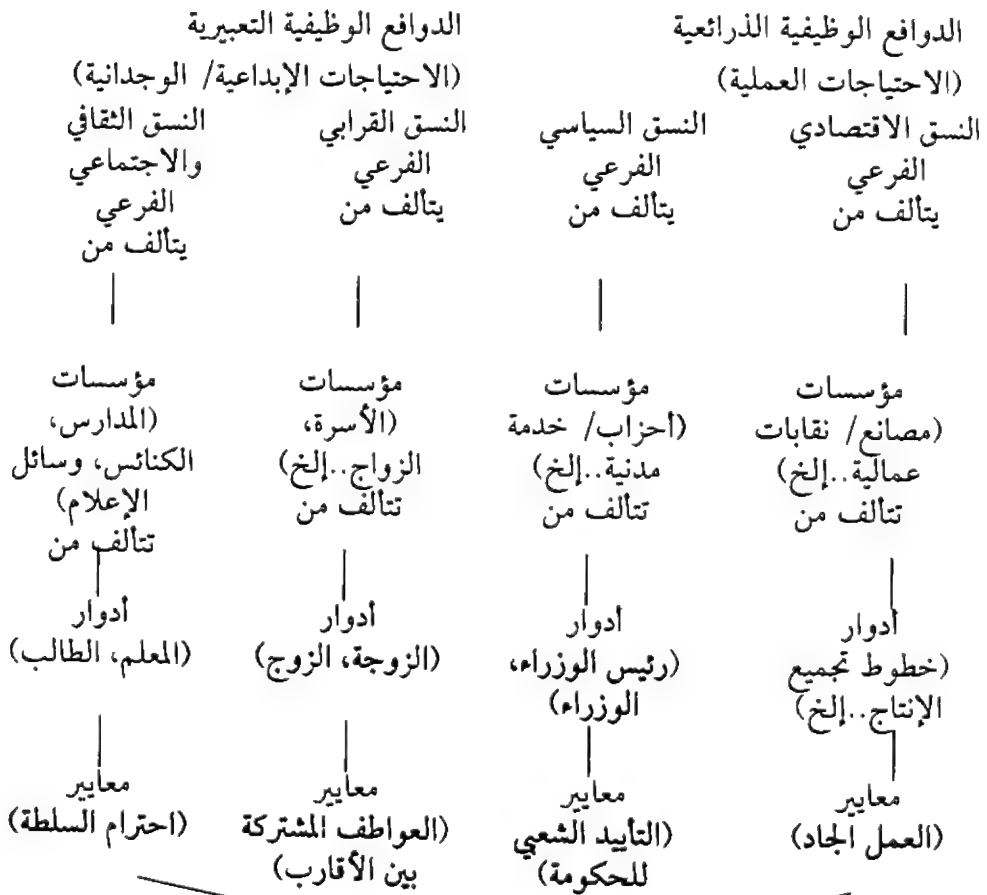 الدوافع الوظيفية الذرائعية
(الاحتياجات العملية)
النسق الاقتصادي
الفرعي
يتألف من
مؤسسات
(مصانع/ نقابات
عمالية..إلخ)
تتألف من
أدوار
(خطوط تجميع
الإنتاج..إلخ)
معايير
(العمل الجاد)
النسق السياسي
الفرعي
يتألف من
مؤسسات
(أحزاب/ خدمة
مدنية..إلخ)
تتألف من
أدوار
(رئيس الوزراء،
الوزراء)
معايير
(التأييد الشعبي
للحكومة)
الدوافع الوظيفية التعبيرية
(الاحتياجات الإبداعية/ الوجدانية)
النسق القرابي
الفرعي
يتألف من
مؤسسات
(الأسرة،
الزواج..إلخ)
تتألف من
أدوار
(الزوجة، الزوج)
معايير
(العواطف المشتركة
بين الأقارب)
النسق الثقافي
والاجتماعي
الفرعي
يتألف من
مؤسسات
(المدارس،
الكنائس، وسائل
الإعلام)
تتألف من
أدوار
(المعلم، الطالب)
معايير
(احترام السلطة)